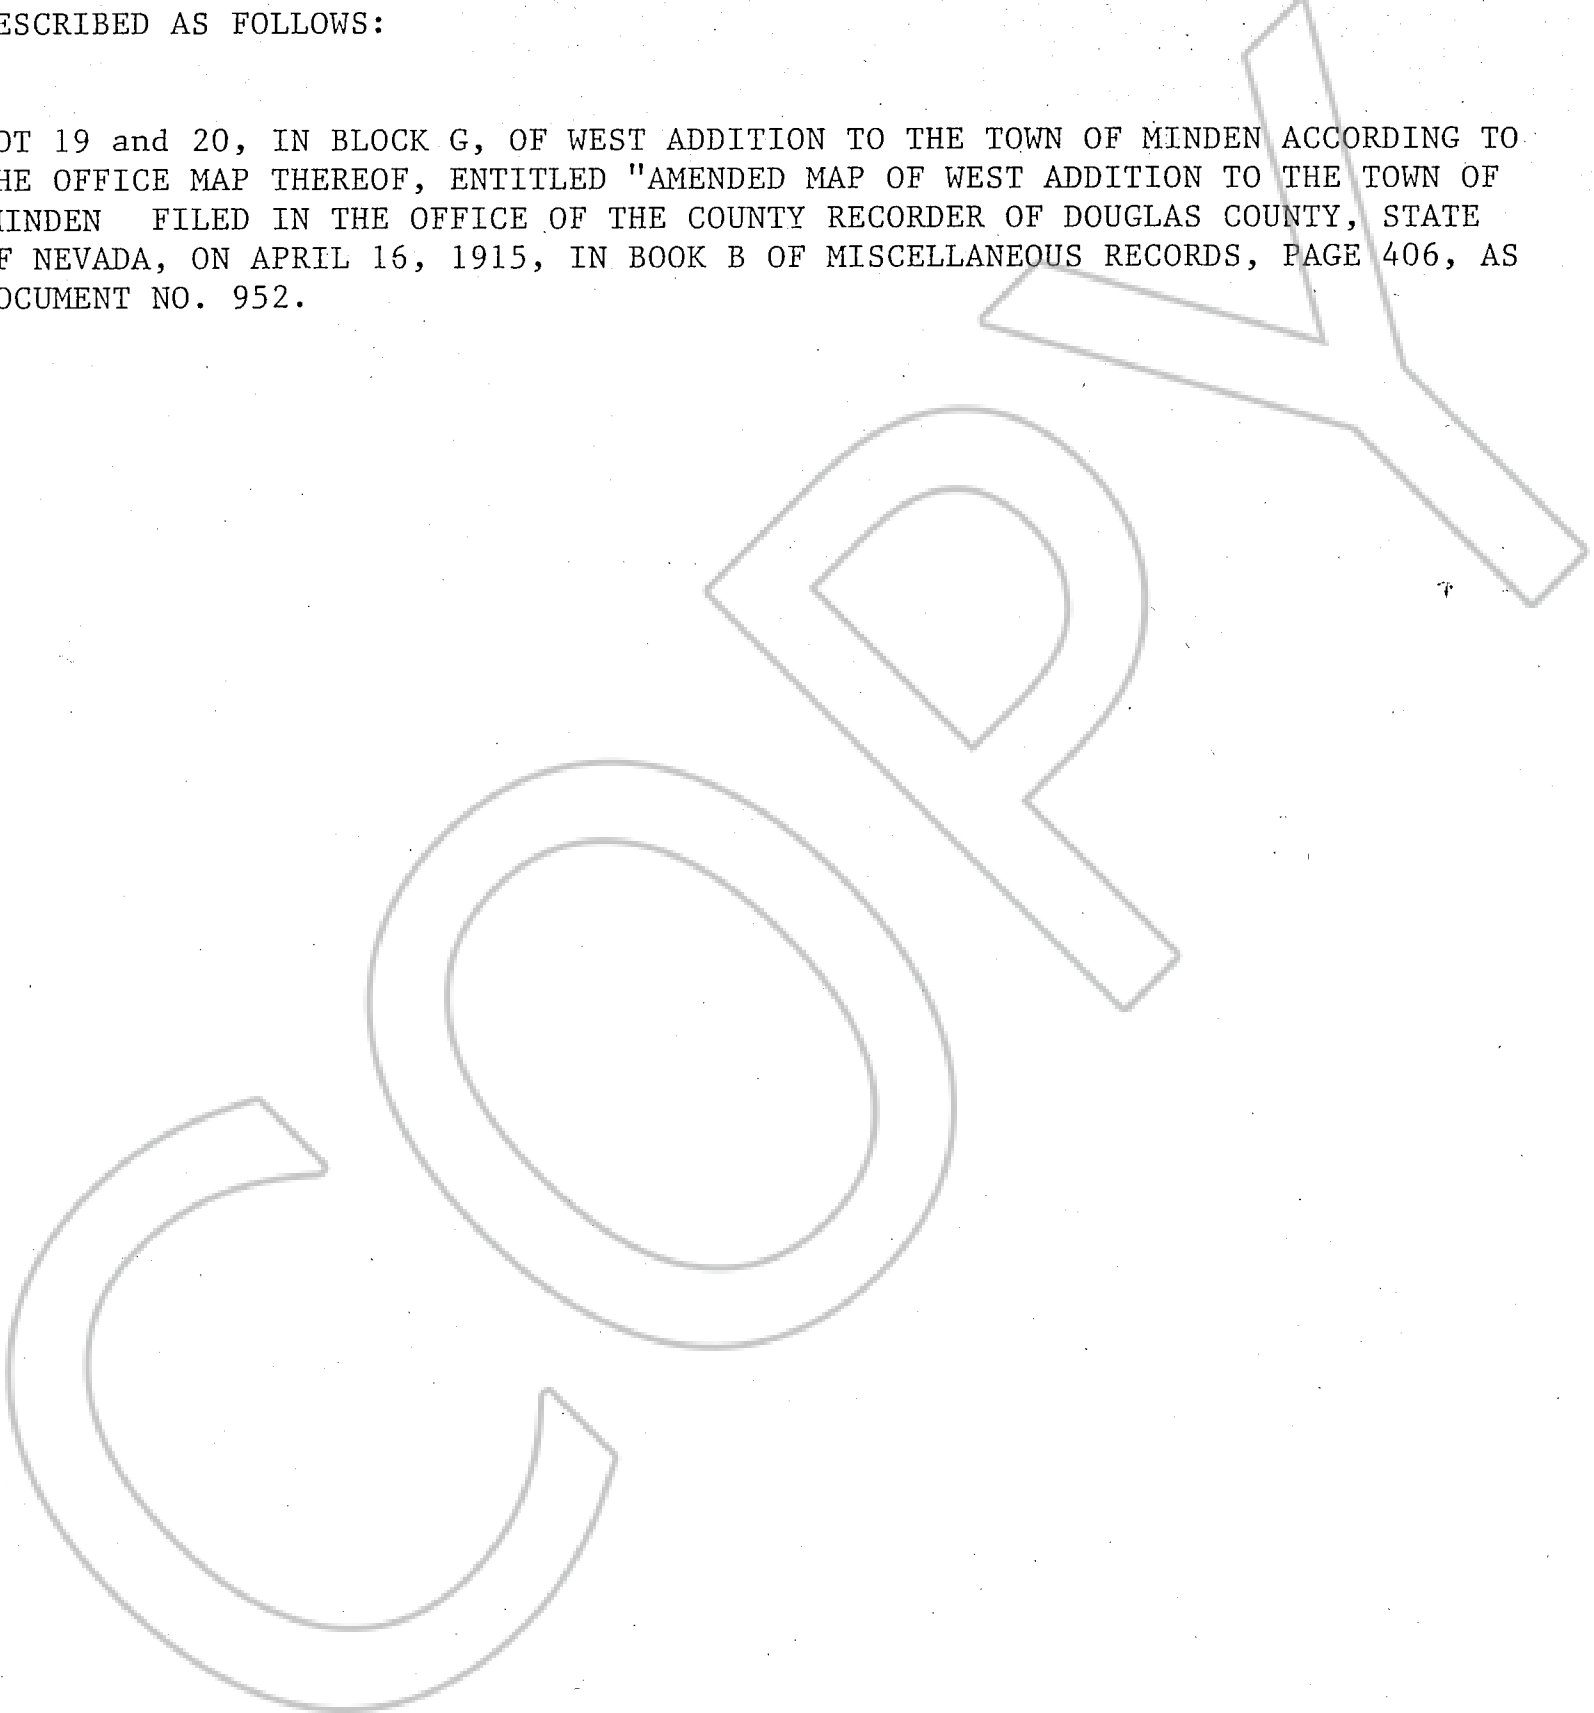 ESCRIBED AS FOLLOWS:
OT 19 and 20, IN BLOCK G, OF WEST ADDITION TO THE TOWN OF MINDEN ACCORDING TO
HE OFFICE MAP THEREOF, ENTITLED "AMENDED MAP OF WEST ADDITION TO THE TOWN OF
INDEN FILED IN THE OFFICE OF THE COUNTY RECORDER OF DOUGLAS COUNTY, STATE
F NEVADA, ON APRIL 16, 1915, IN BOOK B OF MISCELLANEOUS RECORDS, PAGE 406, AS
OCUMENT NO. 952.
COPY